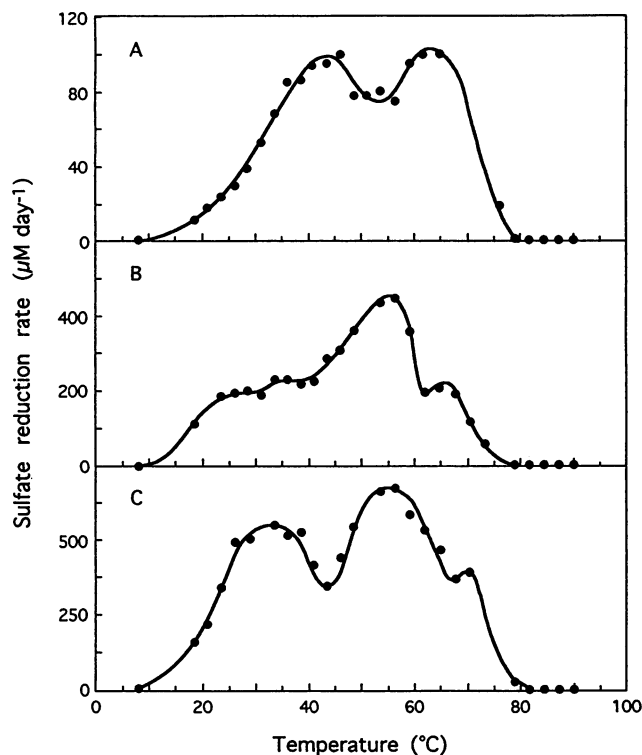 120
A
80
40
0
B
400
200
0
C
500
250
0
0 20 40 60 80 100
Sulfate reduction rate (µM day⁻¹)
Temperature (°C)